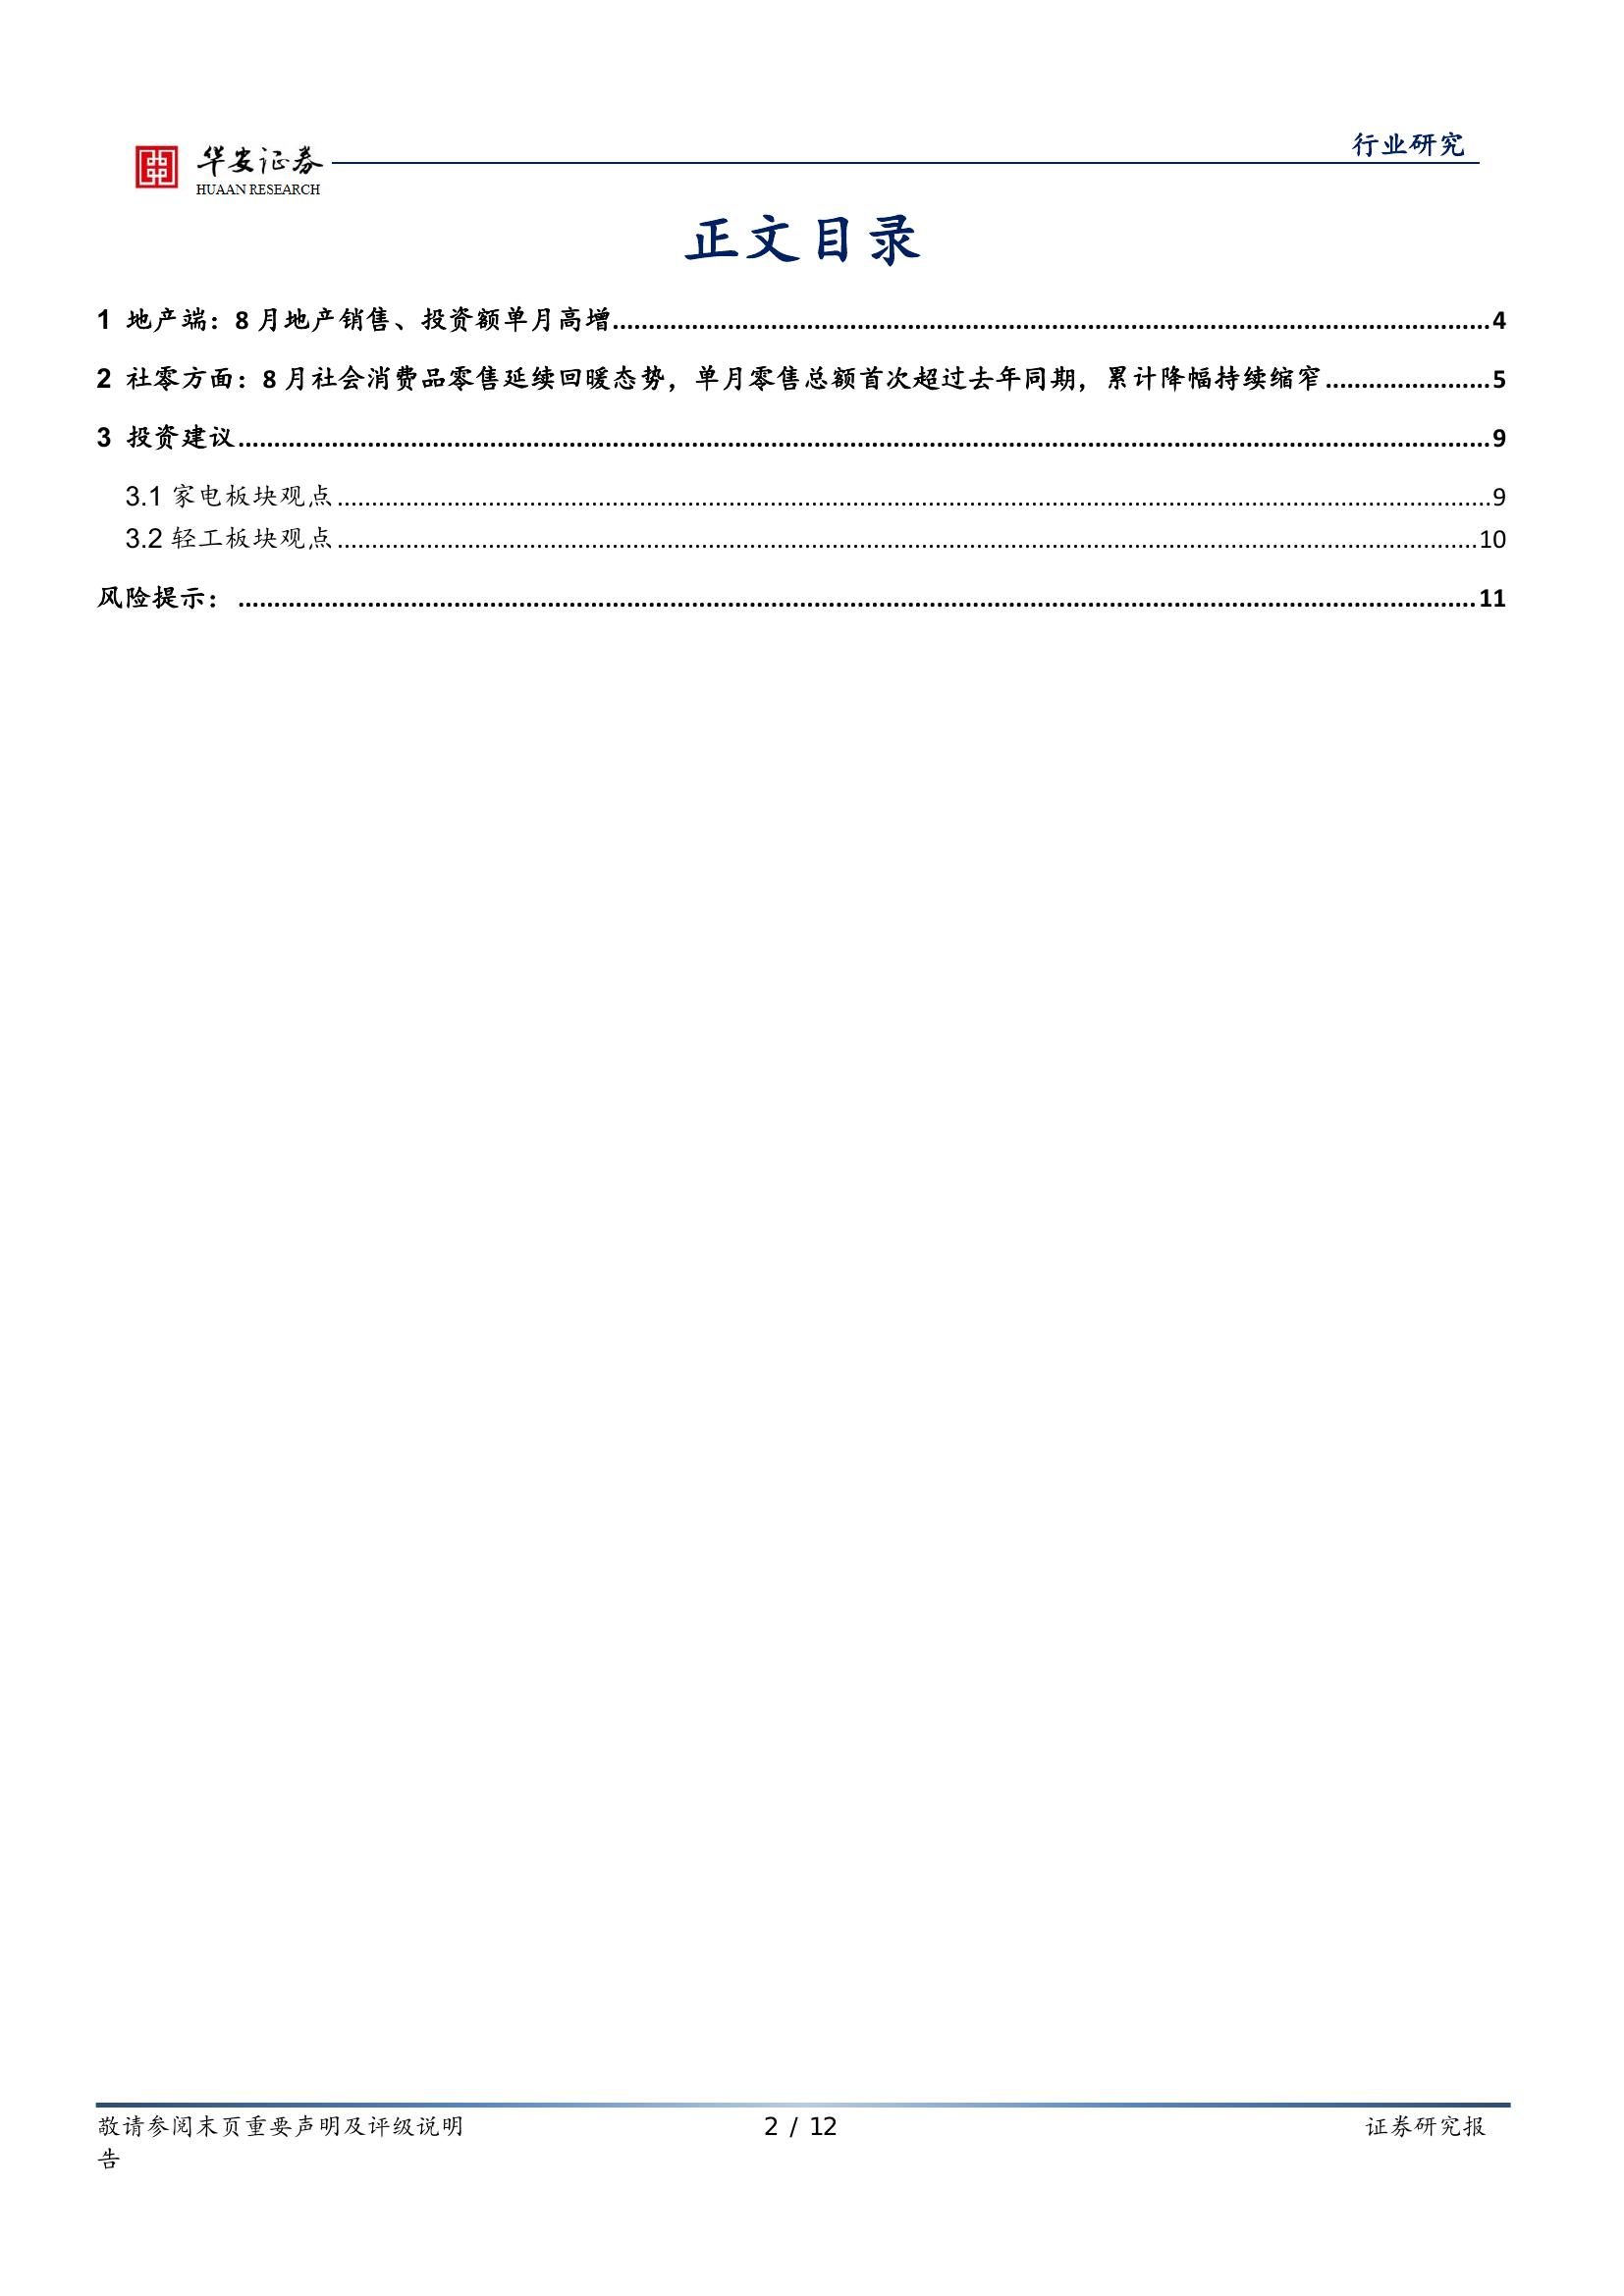 行业研究
华安证券
HUAAN RESEARCH
正文目录
1 地产端：8 月地产销售、投资额单月高增........................4
2 社零方面：8 月社会消费品零售延续回暖态势，单月零售总额首次超过去年同期，累计降幅持续缩窄........................5
3 投资建议........................9
3.1 家电板块观点........................9
3.2 轻工板块观点........................10
风险提示：........................11
敬请参阅末页重要声明及评级说明 2 / 12 证券研究报
告